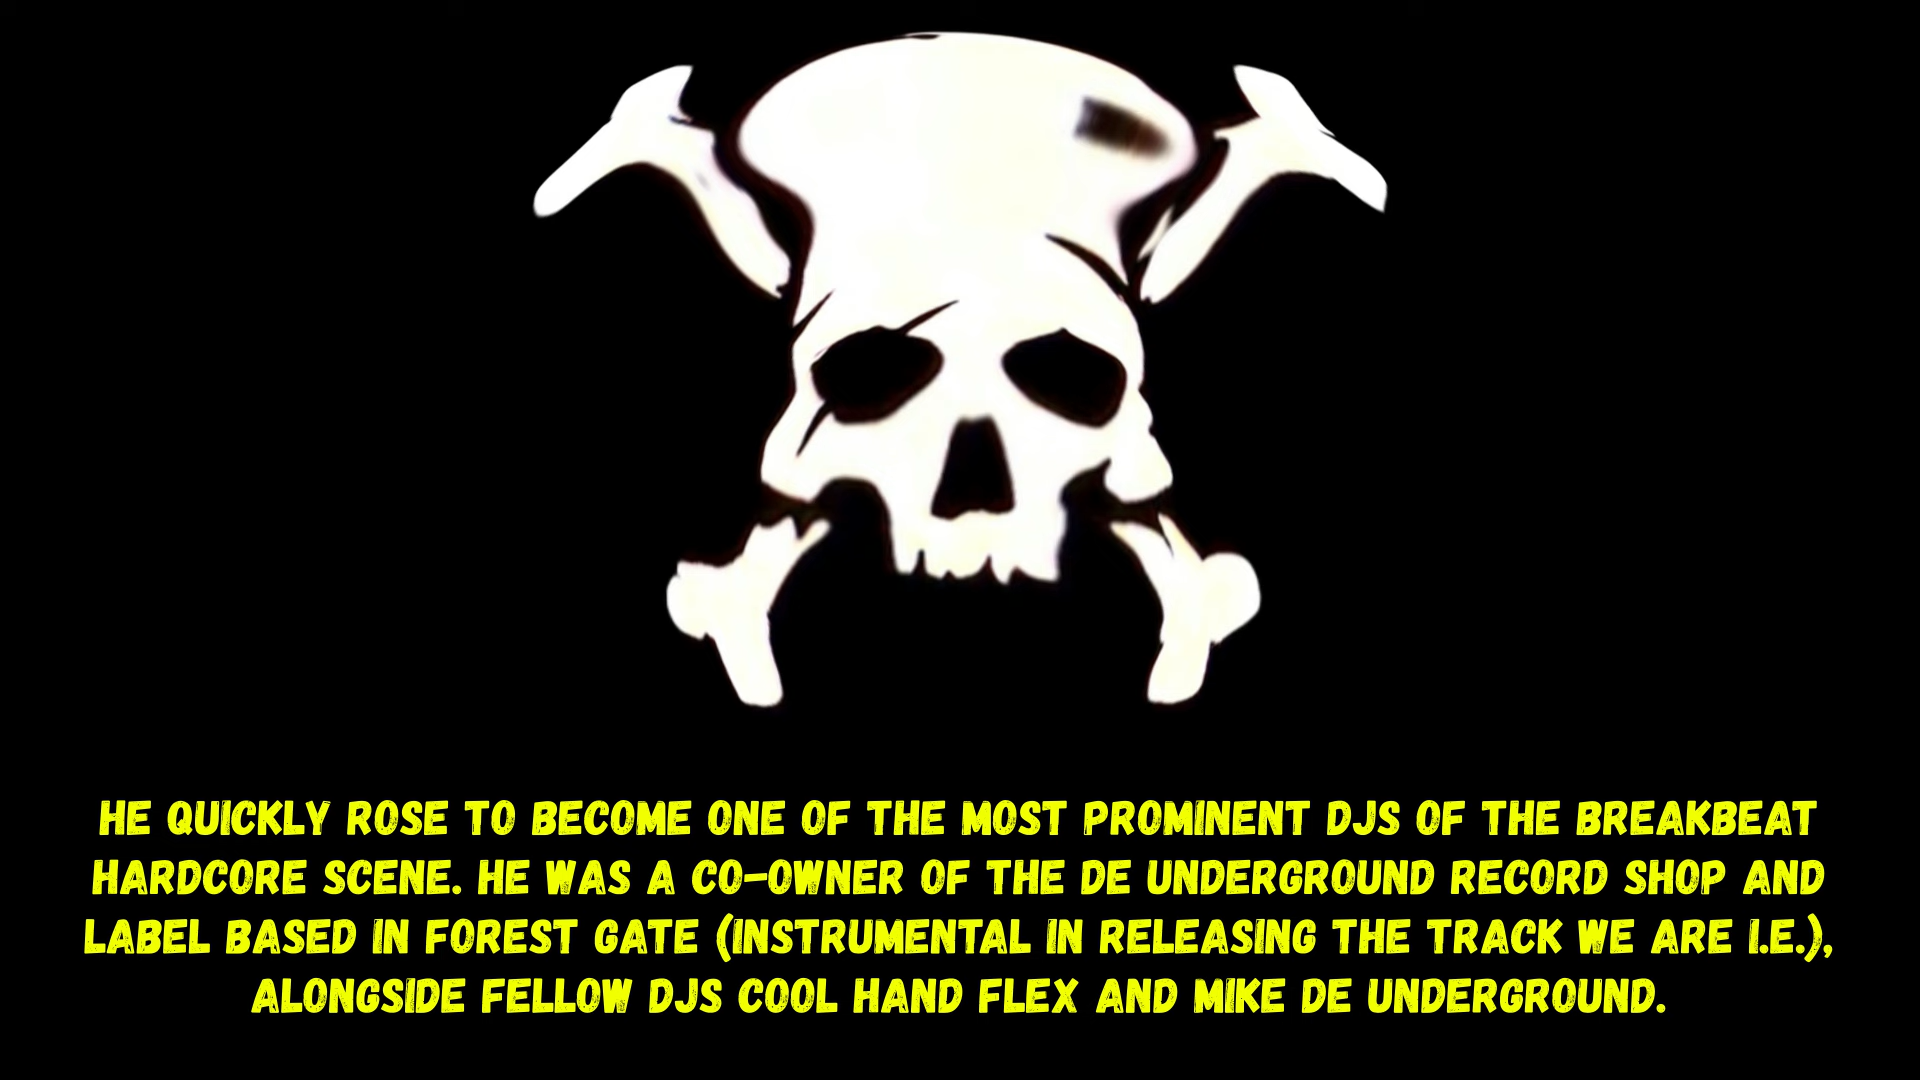 HE QUICKLY ROSE TO BECOME ONE OF THE MOST PROMINENT DJS OF THE BREAKBEAT
HARDCORE SCENE. HE WAS A CO-OWNER OF THE DE UNDERGROUND RECORD SHOP AND
LABEL BASED IN FOREST GATE (INSTRUMENTAL IN RELEASING THE TRACK WE ARE I.E.),
ALONGSIDE FELLOW DJS COOL HAND FLEX AND MIKE DE UNDERGROUND.